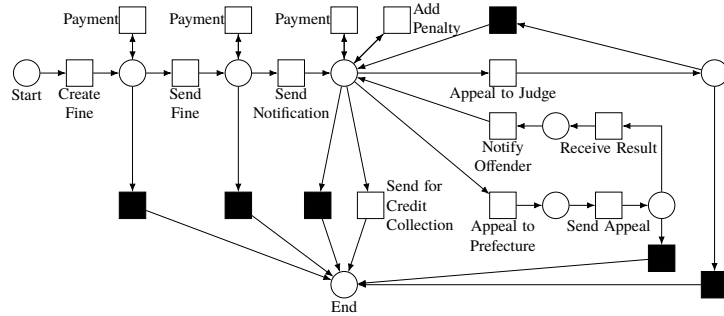 Payment
Payment
Payment
Add
Penalty
Start
Create
Fine
Send
Fine
Send
Notification
Appeal to Judge
Notify
Offender
Receive Result
Send for
Credit
Collection
Appeal to
Prefecture
Send Appeal
End